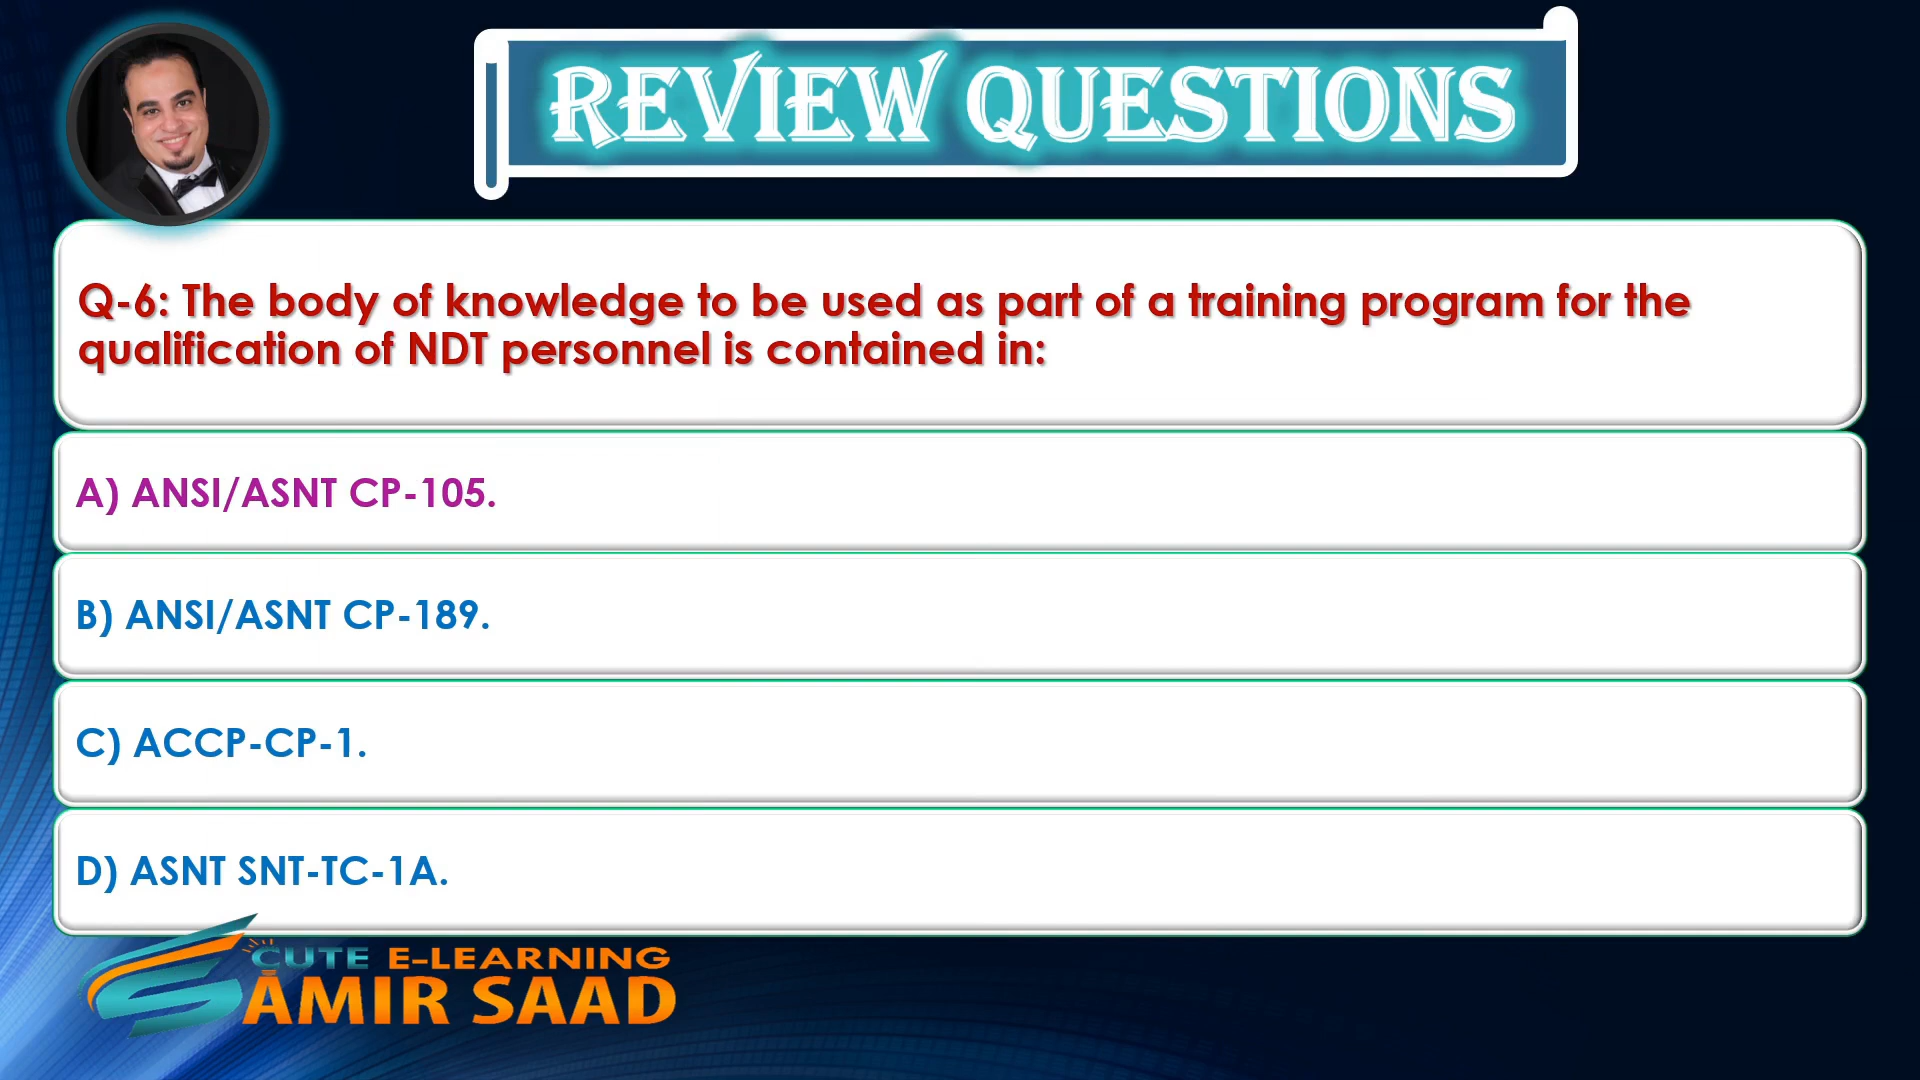 REVIEW QUESTIONS
Q-6: The body of knowledge to be used as part of a training program for the
qualification of NDT personnel is contained in:
A) ANSI/ASNT CP-105.
B) ANSI/ASNT CP-189.
C) ACCP-CP-1.
D) ASNT SNT-TC-1A.
CUTE E-LEARNING
AMIR SAAD